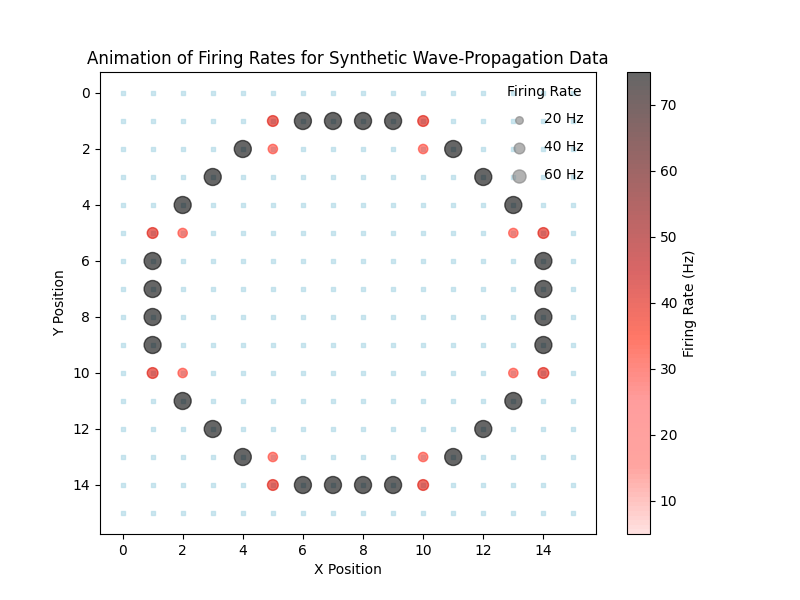 Animation of Firing Rates for Synthetic Wave-Propagation Data
Firing Rate
20 Hz
40 Hz
60 Hz
0
2
4
6
8
10
12
14
Y Position
0 2 4 6 8 10 12 14
X Position
70
60
50
40
30
20
10
Firing Rate (Hz)